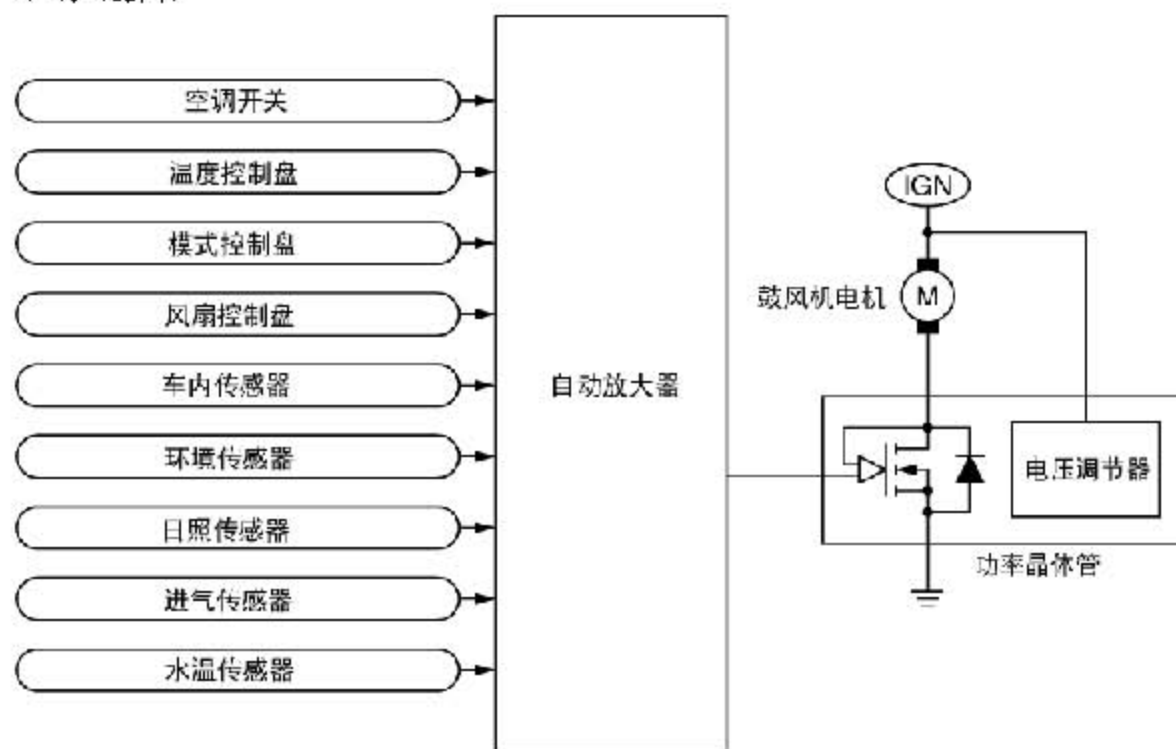 空调开关
温度控制盘
模式控制盘
风扇控制盘
车内传感器
环境传感器
日照传感器
进气传感器
水温传感器
自动放大器
IGN
鼓风机电机
M
电压调节器
功率晶体管